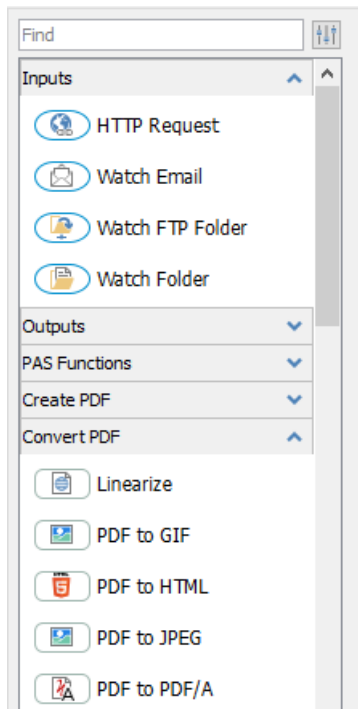 Find
Inputs
HTTP Request
Watch Email
Watch FTP Folder
Watch Folder
Outputs
PAS Functions
Create PDF
Convert PDF
Linearize
PDF to GIF
PDF to HTML
PDF to JPEG
PDF to PDF/A